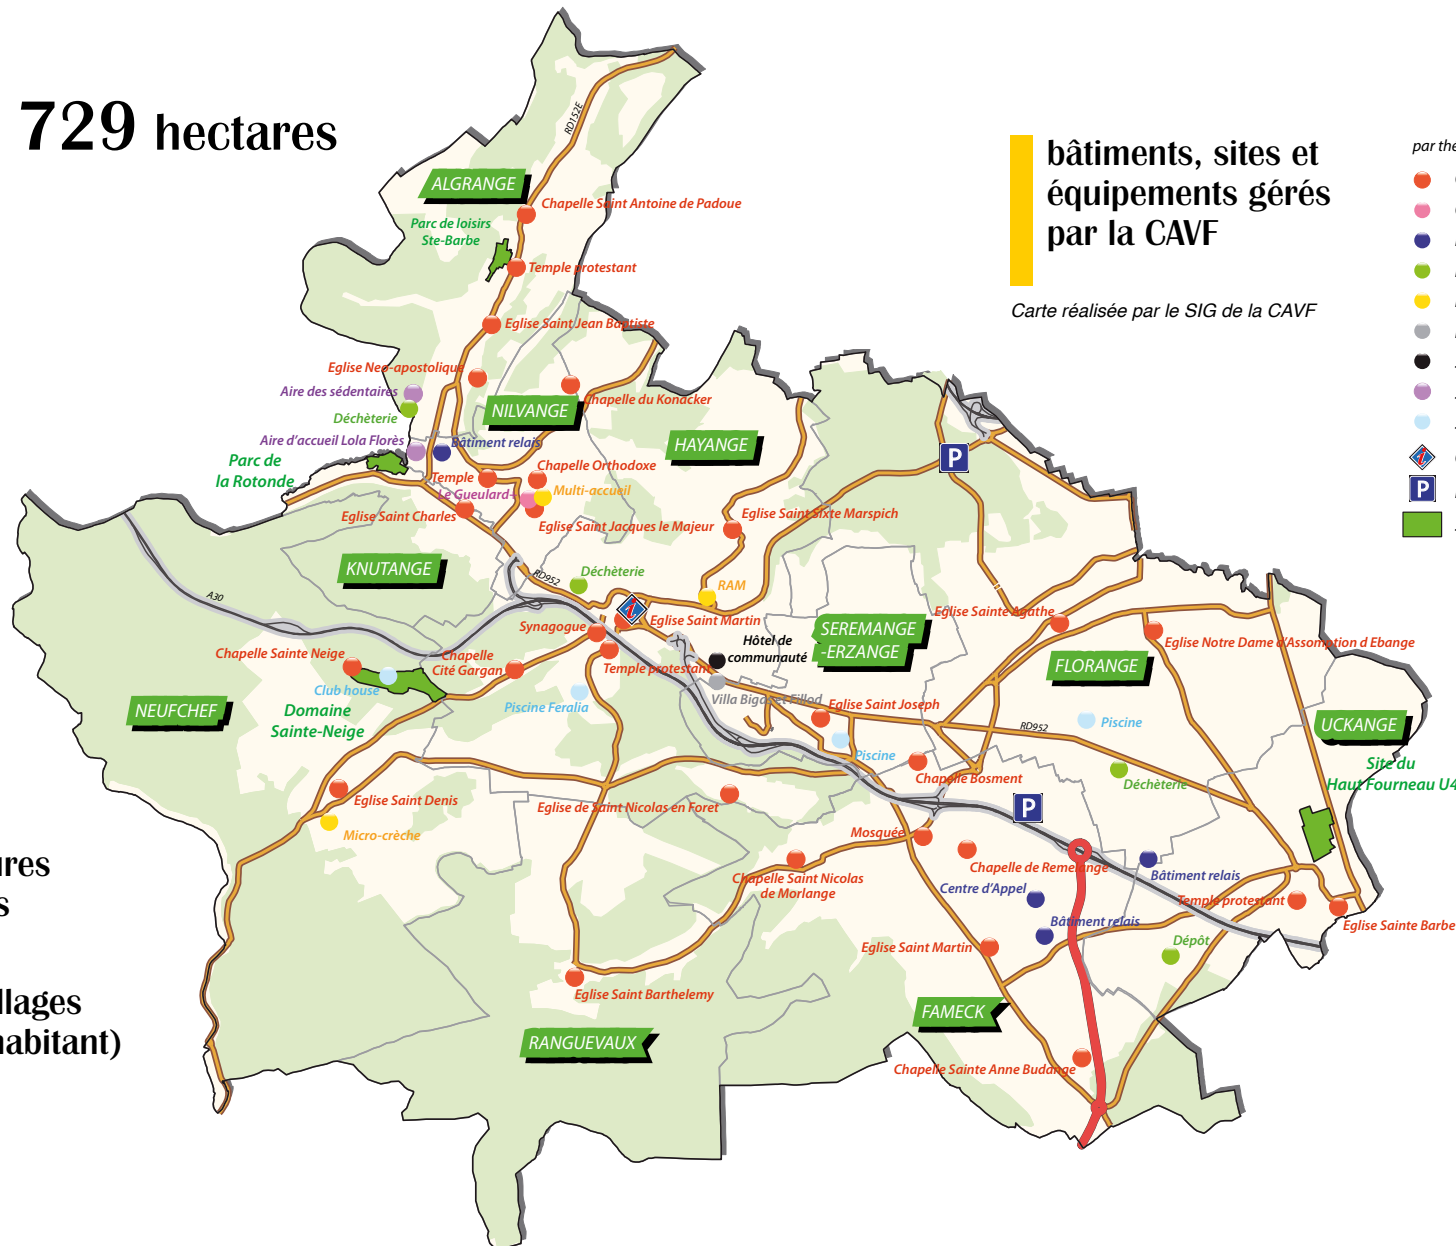 729 hectares
bâtiments, sites et
équipements gérés
par la CAVF
Carte réalisée par le SIG de la CAVF
RD152E
ALGRANGE
Chapelle Saint Antoine de Padoue
Parc de loisirs
Ste-Barbe
Temple protestant
Eglise Saint Jean Baptiste
Eglise Neo-apostolique
Aire des sédentaires
Déchèterie
Chapelle du Konacker
NILVANGE
HAYANGE
Aire d'accueil Lola Florès
Bâtiment relais
Parc de
la Rotonde
Temple
Chapelle Orthodoxe
Le Gueulard+
Multi-accueil
Eglise Saint Charles
Eglise Saint Jacques le Majeur
Eglise Saint Sixte Marspich
P
P
KNUTANGE
RD952
Déchèterie
RAM
A30
Synagogue
Eglise Saint Martin
Hôtel de
communauté
SEREMANGE
-ERZANGE
Eglise Sainte Agathe
Eglise Notre Dame d'Assomption d Ebange
FLORANGE
Chapelle Sainte Neige
Chapelle
Cité Gargan
Temple protestant
Club house
Domaine
Sainte-Neige
NEUFCHEF
Piscine Feralia
Villa Bigas et Fillod
Eglise Saint Joseph
RD952
Piscine
Piscine
UCKANGE
Site du
Haut Fourneau U4
Chapelle Bosment
Déchèterie
Eglise Saint Denis
Micro-crèche
Eglise de Saint Nicolas en Foret
P
Mosquée
Chapelle de Remelange
Chapelle Saint Nicolas
de Morlange
Centre d'Appel
Bâtiment relais
Bâtiment relais
Temple protestant
Eglise Sainte Barbe
Eglise Saint Martin
Dépôt
Eglise Saint Barthelemy
RANGUEVAUX
FAMECK
Chapelle Sainte Anne Budange